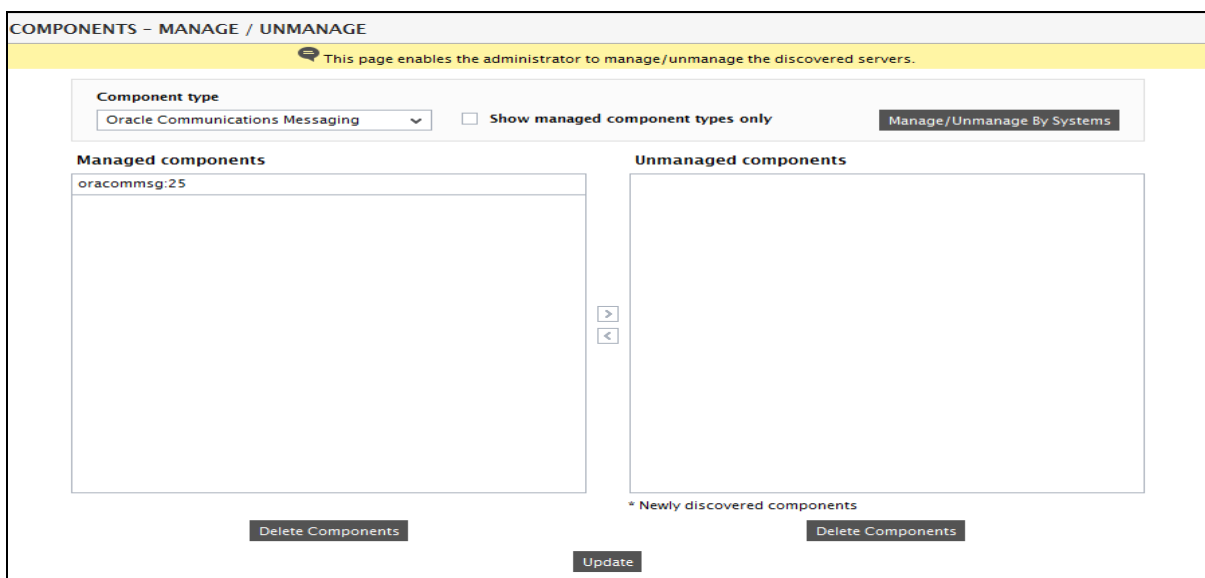 COMPONENTS - MANAGE / UNMANAGE
This page enables the administrator to manage/unmanage the discovered servers.
Component type
Oracle Communications Messaging
Show managed component types only
Manage/Unmanage By Systems
Managed components
Unmanaged components
oracommsg:25
>
<
* Newly discovered components
Delete Components
Delete Components
Update